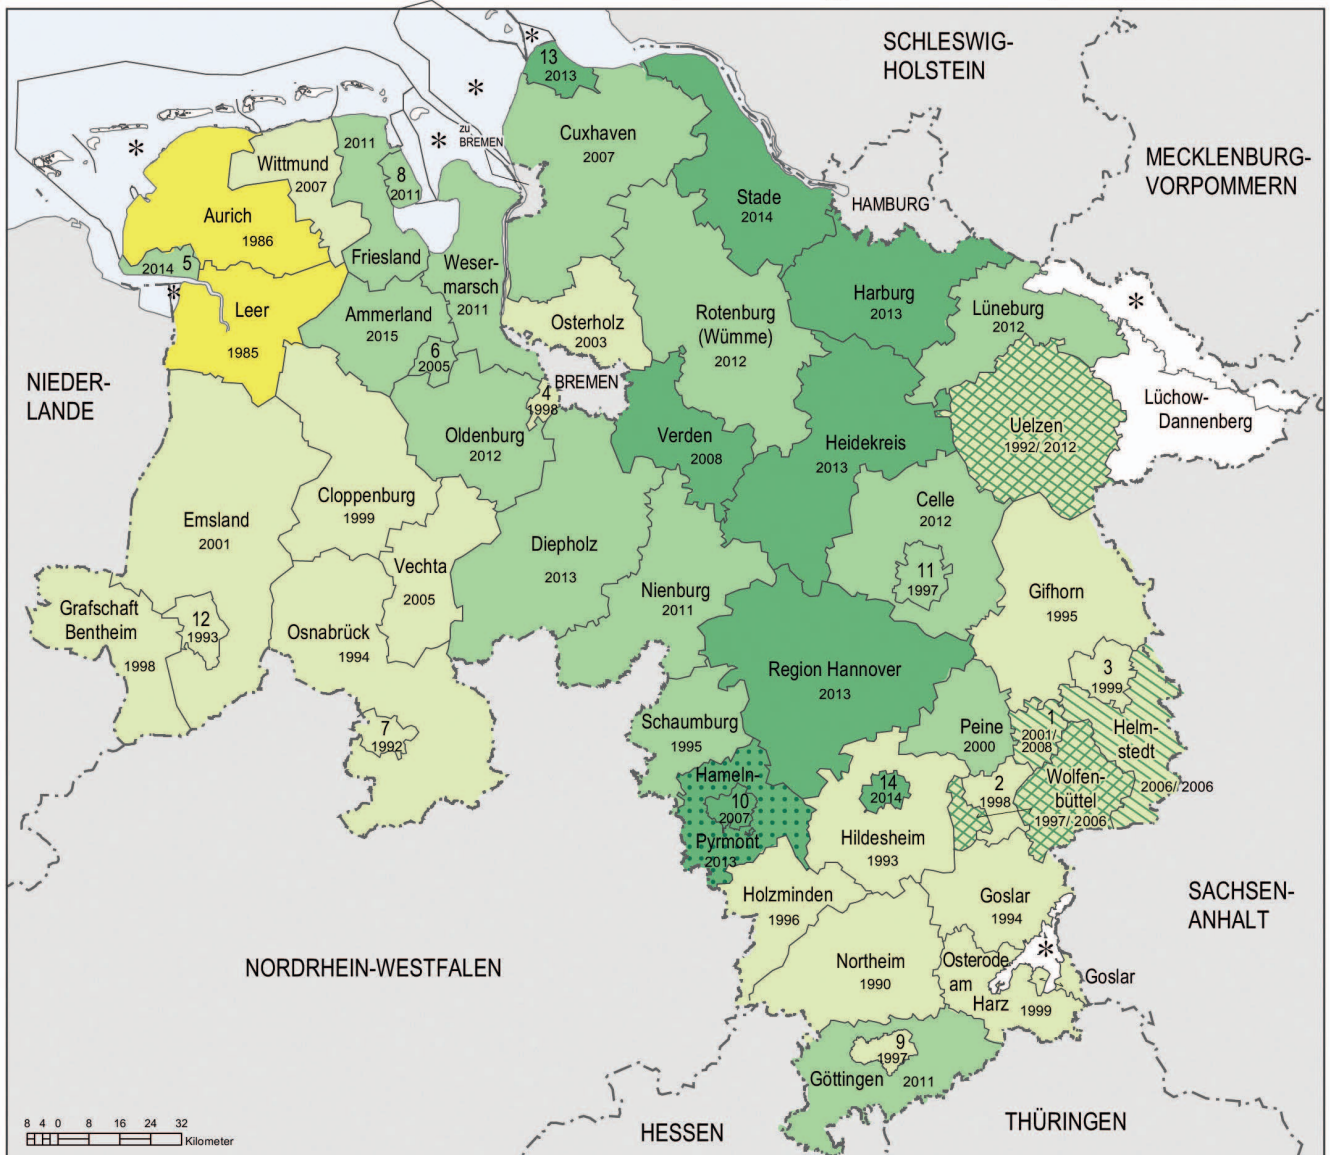 SCHLESWIG-
HOLSTEIN
MECKLENBURG-
VORPOMMERN
HAMBURG
NIEDER-
LANDE
BREMEN
zu
BREMEN
SACHSEN-
ANHALT
NORDRHEIN-WESTFALEN
HESSEN
THÜRINGEN
*
*
*
*
*
*
*
13
2013
Cuxhaven
2007
2011
Friesland
8
2011
Wittmund
2007
Aurich
1986
2014 5
Leer
1985
Weser-
marsch
2011
Ammerland
2015
6
2005
Osterholz
2003
Stade
2014
Harburg
2013
Lüneburg
2012
Rotenburg
(Wümme)
2012
Lüchow-
Dannenberg
Uelzen
1992/ 2012
4
1998
Oldenburg
2012
Verden
2008
Heidekreis
2013
Cloppenburg
1999
Emsland
2001
Celle
2012
11
1997
Diepholz
2013
Vechta
2005
Nienburg
2011
Gifhorn
1995
Grafschaft
Bentheim
1998
12
1993
Osnabrück
1994
7
1992
Region Hannover
2013
3
1999
Schaumburg
1995
Peine
2000
1
2001/
2008
Helm-
stedt
2006// 2006
Hameln-
Pyrmont
2013
10
2007
14
2014
2
1998
Wolfen-
büttel
1997/ 2006
Hildesheim
1993
Holzminden
1996
Goslar
1994
Northeim
1990
Osterode
am
Harz
1999
Goslar
9
1997
Göttingen 2011
8 4 0 8 16 24 32
Kilometer